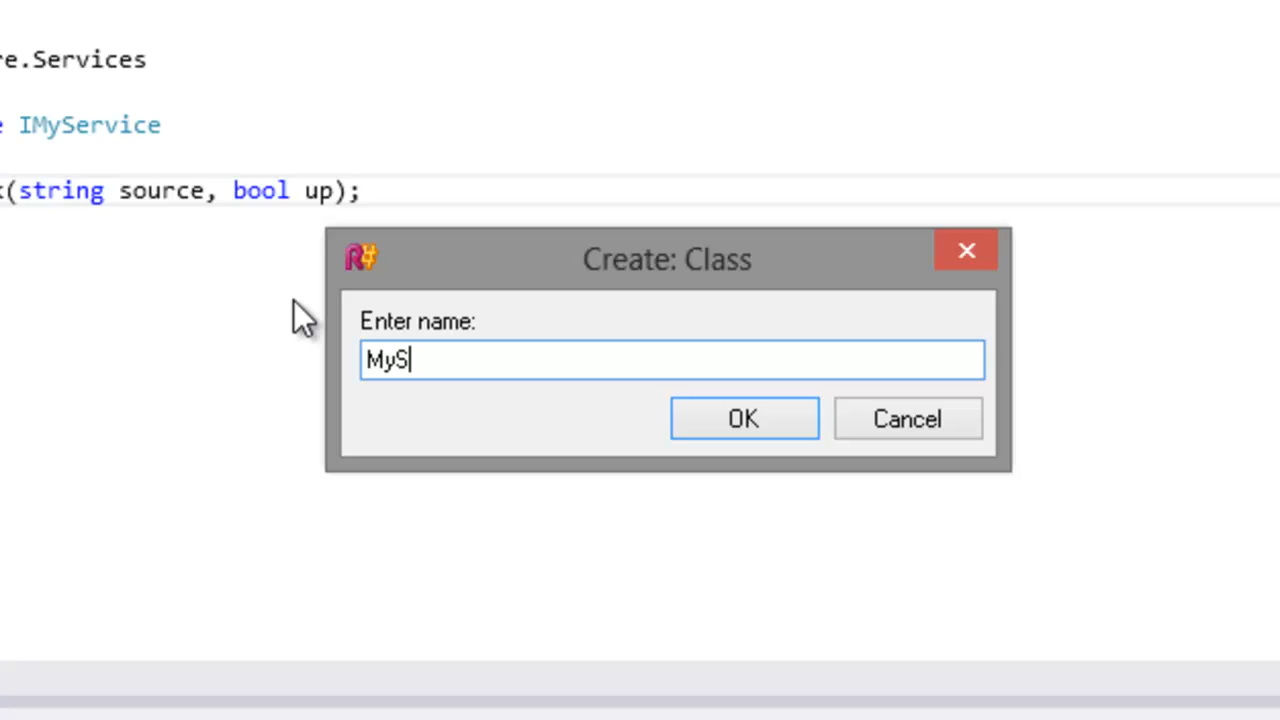 re.Services
e IMyService
k(string source, bool up);
R#
Create: Class
Enter name:
MyS
OK
Cancel